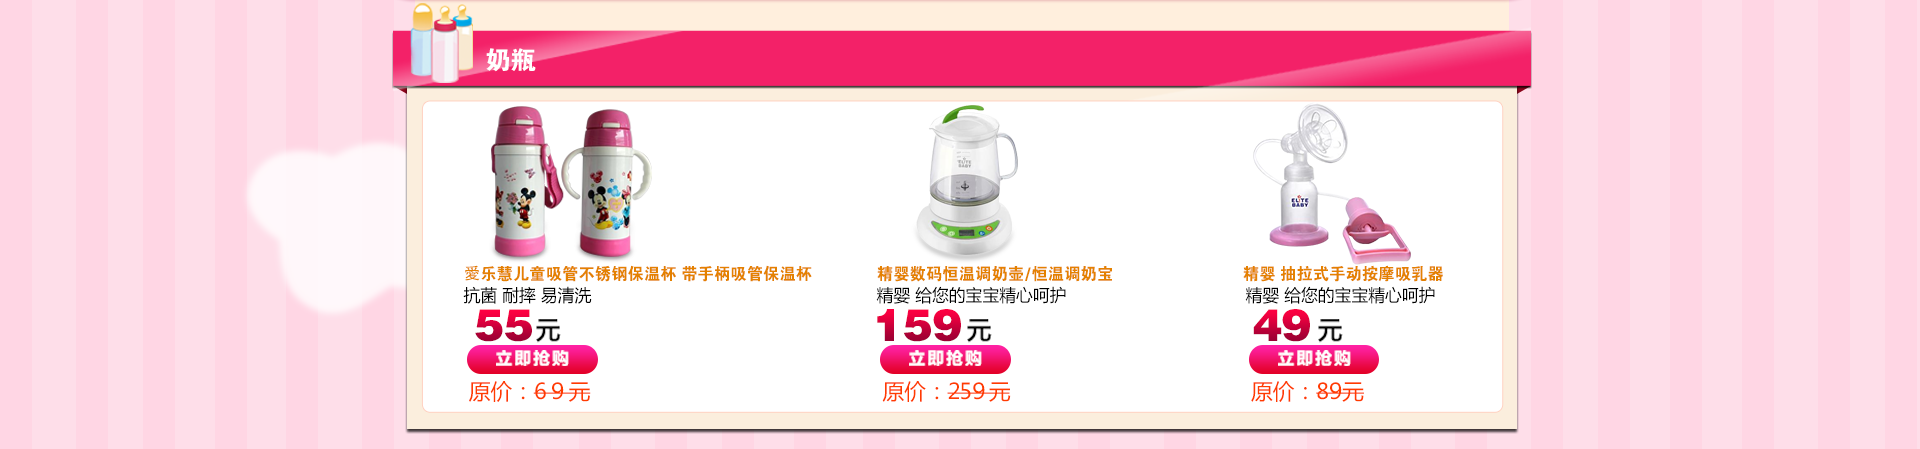 奶瓶
ELITE
BABY
ELITE
BABY
愛乐慧儿童吸管不锈钢保温杯 带手柄吸管保温杯
抗菌 耐摔 易清洗
55元
立即抢购
原价：69元
精婴数码恒温调奶壶/恒温调奶宝
精婴 给您的宝宝精心呵护
159元
立即抢购
原价：259元
精婴 抽拉式手动按摩吸乳器
精婴 给您的宝宝精心呵护
49元
立即抢购
原价：89元